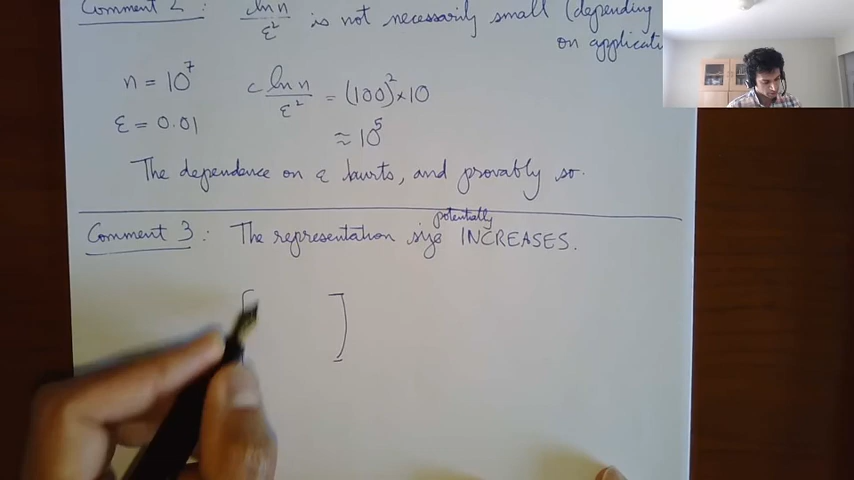 Comment 2 : c ln n / ε² is not necessarily small (depending
on applicati
n = 10⁷ c ln n / ε² = (100)² × 10
ε = 0.01 ≈ 10⁵
The dependence on ε hurts, and provably so.
potentially
Comment 3 : The representation size INCREASES.
[ ]